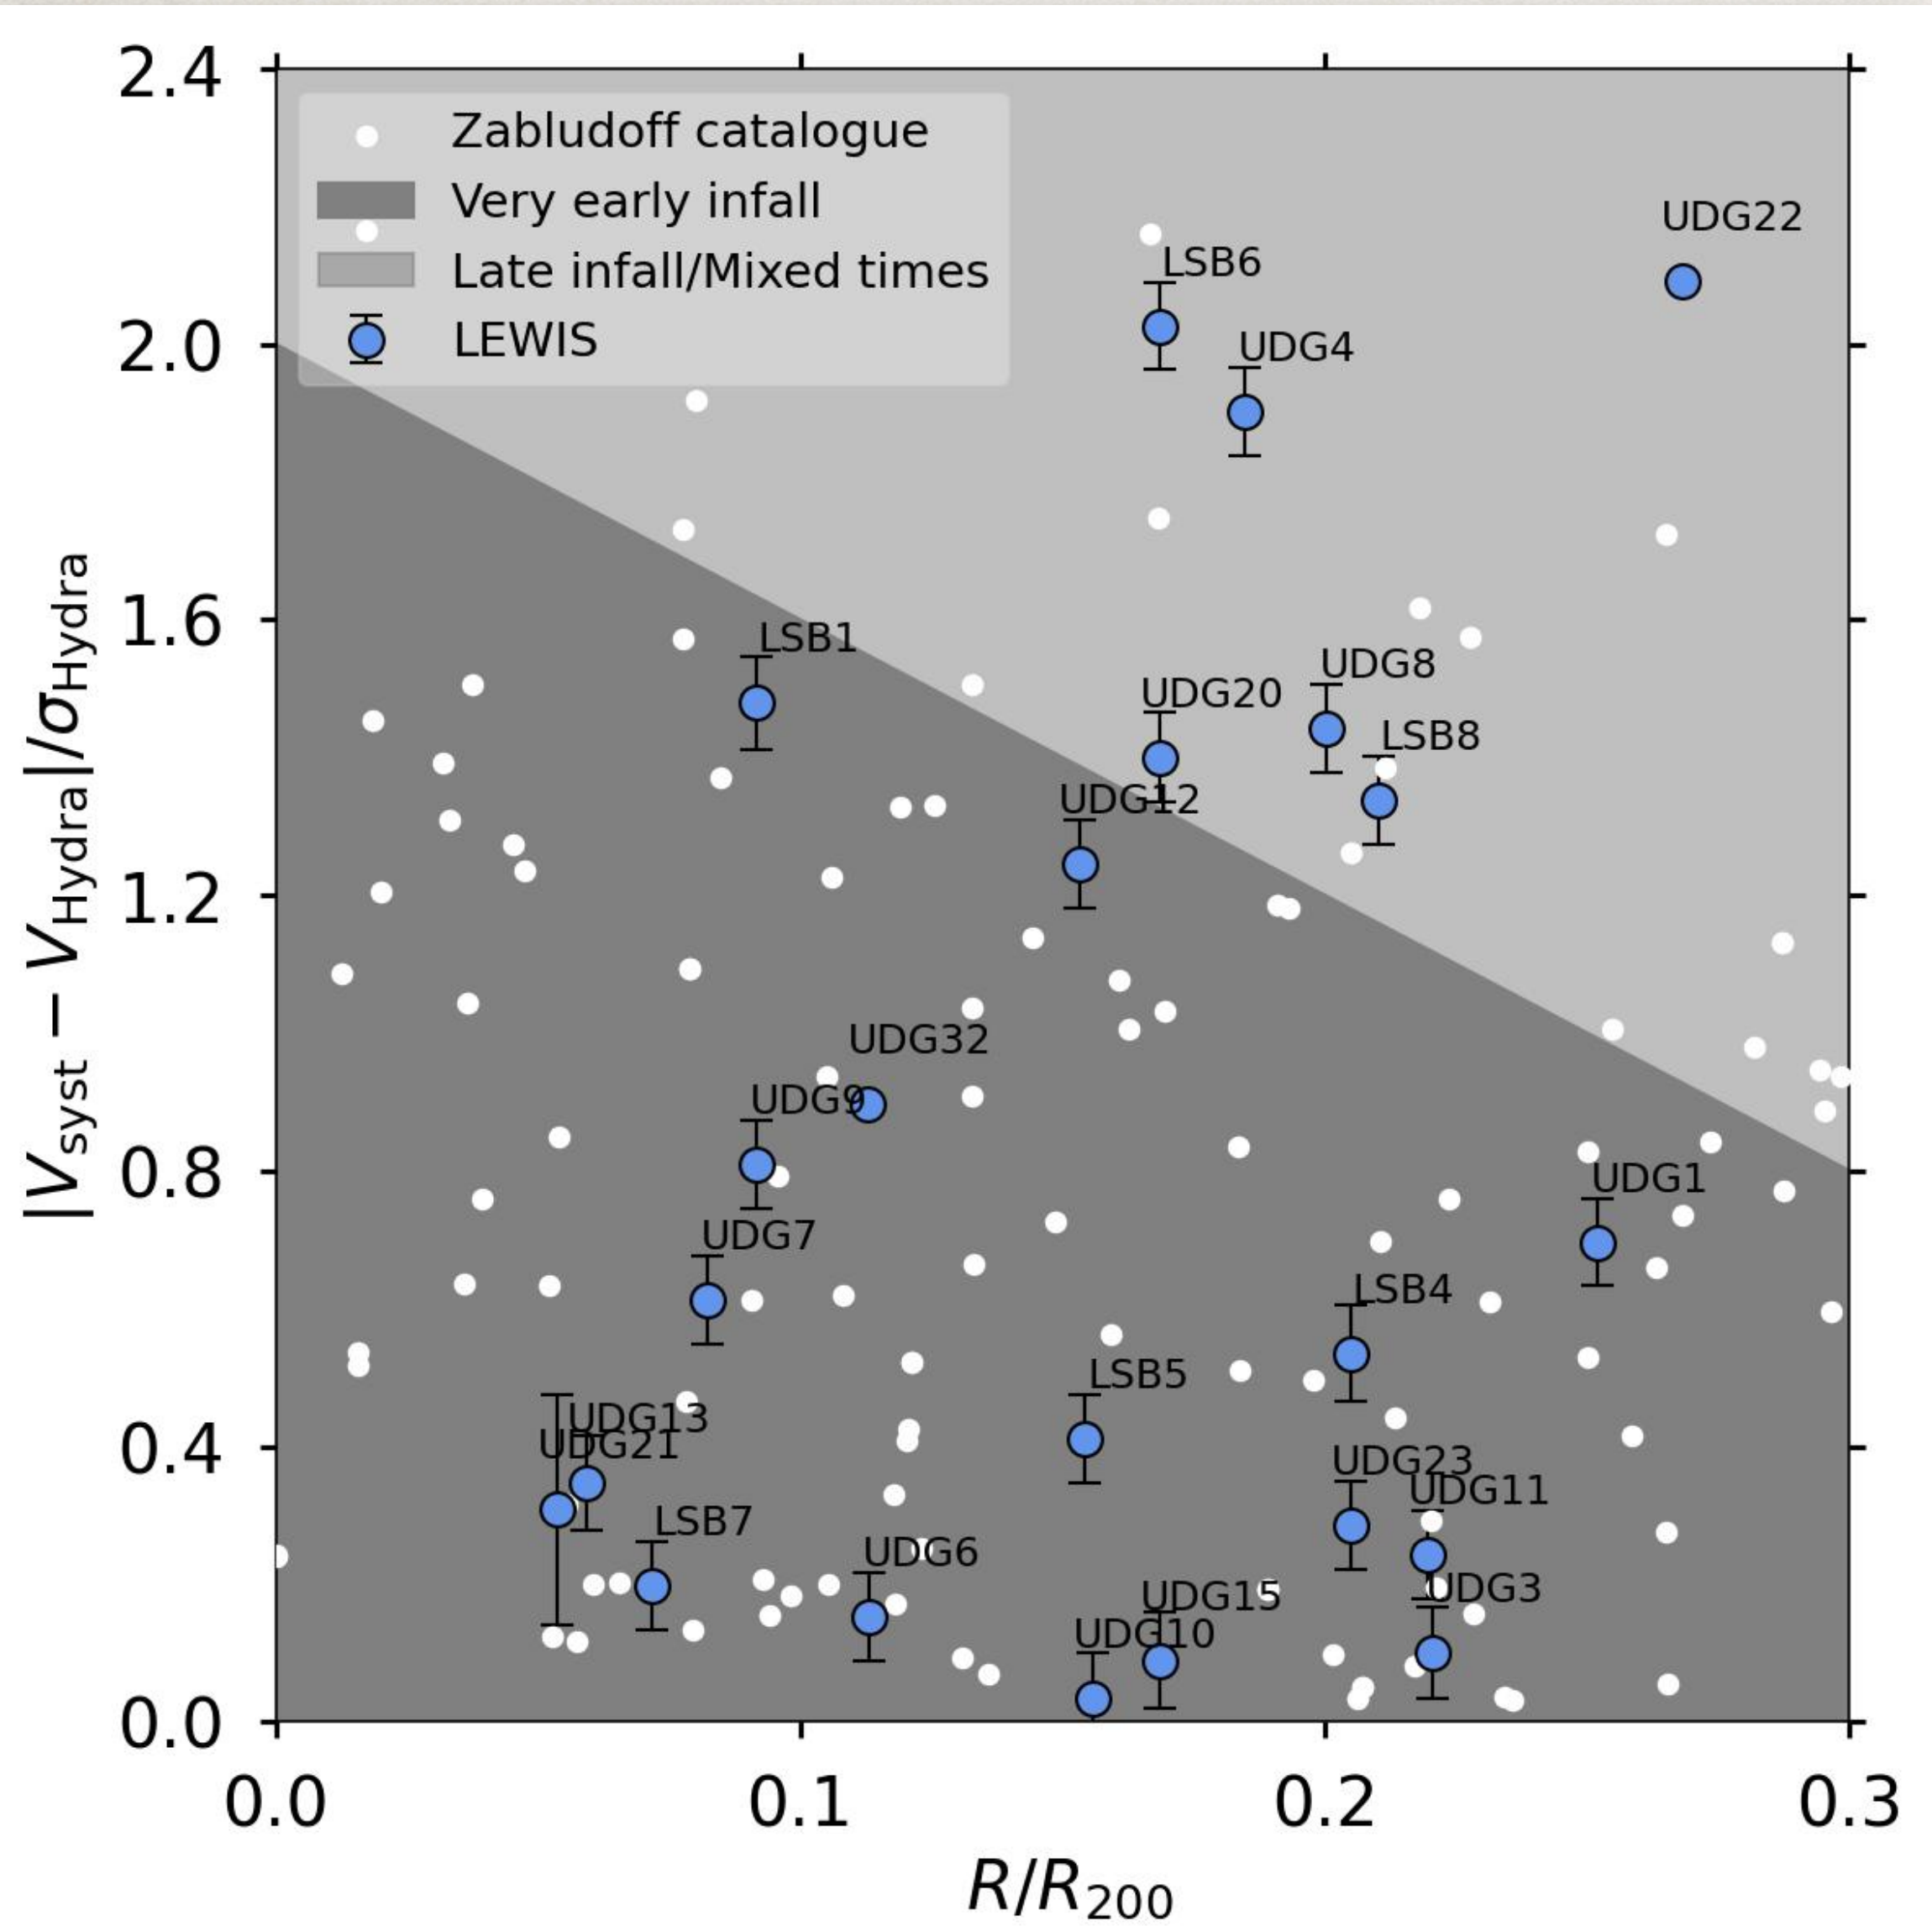 2.4
2.0
1.6
1.2
0.8
0.4
0.0
|V_syst − V_Hydra|/σ_Hydra
Zabludoff catalogue
Very early infall
Late infall/Mixed times
LEWIS
UDG22
LSB6
UDG4
LSB1
UDG8
UDG20
LSB8
UDG12
UDG32
UDG9
UDG1
UDG7
LSB4
LSB5
UDG13
UDG21
UDG23
UDG11
LSB7
UDG6
UDG3
UDG15
UDG10
0.0 0.1 0.2 0.3
R/R₂₀₀